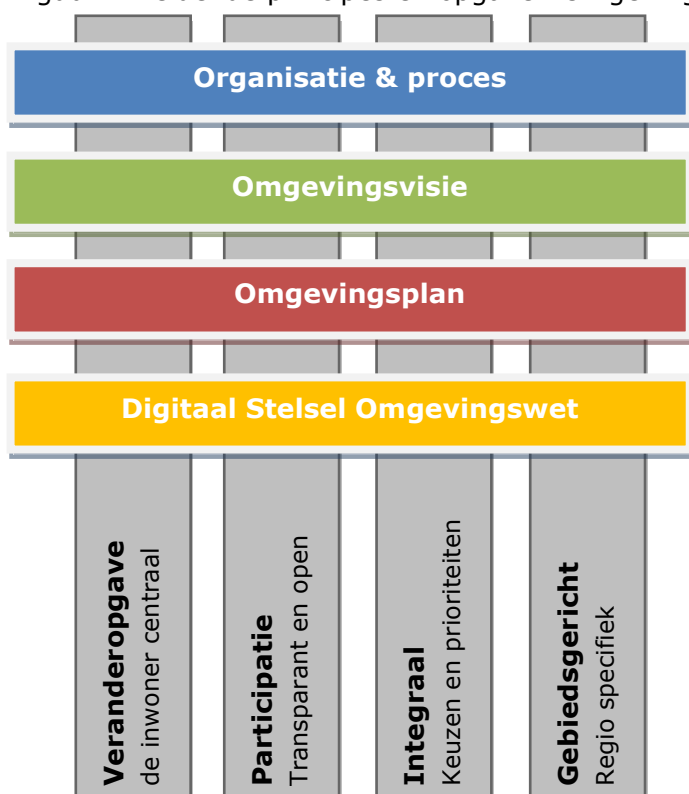 Organisatie & proces
Omgevingsvisie
Omgevingsplan
Digitaal Stelsel Omgevingswet
Veranderopgave
de inwoner centraal
Participatie
Transparant en open
Integraal
Keuzen en prioriteiten
Gebiedsgericht
Regio specifiek